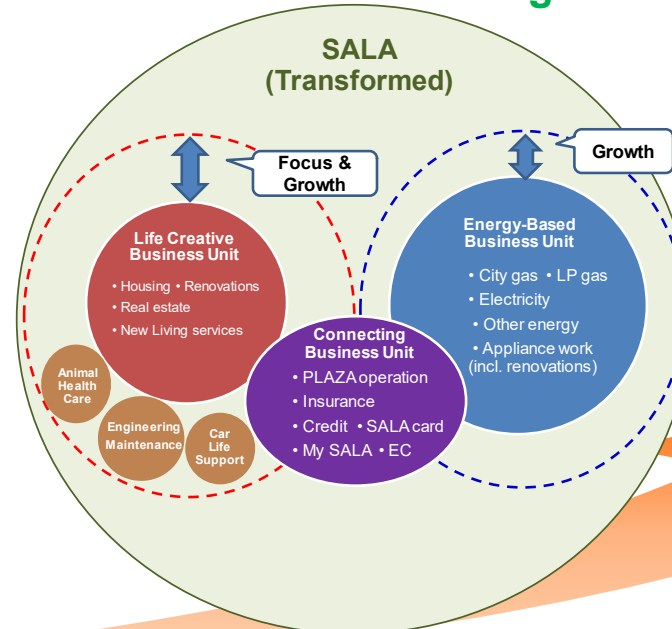 g
SALA
(Transformed)
Focus &
Growth
Growth
Life Creative
Business Unit
• Housing • Renovations
• Real estate
• New Living services
Energy-Based
Business Unit
• City gas • LP gas
• Electricity
• Other energy
• Appliance work
(incl. renovations)
Connecting
Business Unit
• PLAZA operation
• Insurance
• Credit • SALA card
• My SALA • EC
Animal
Health
Care
Engineering
Maintenance
Car
Life
Support